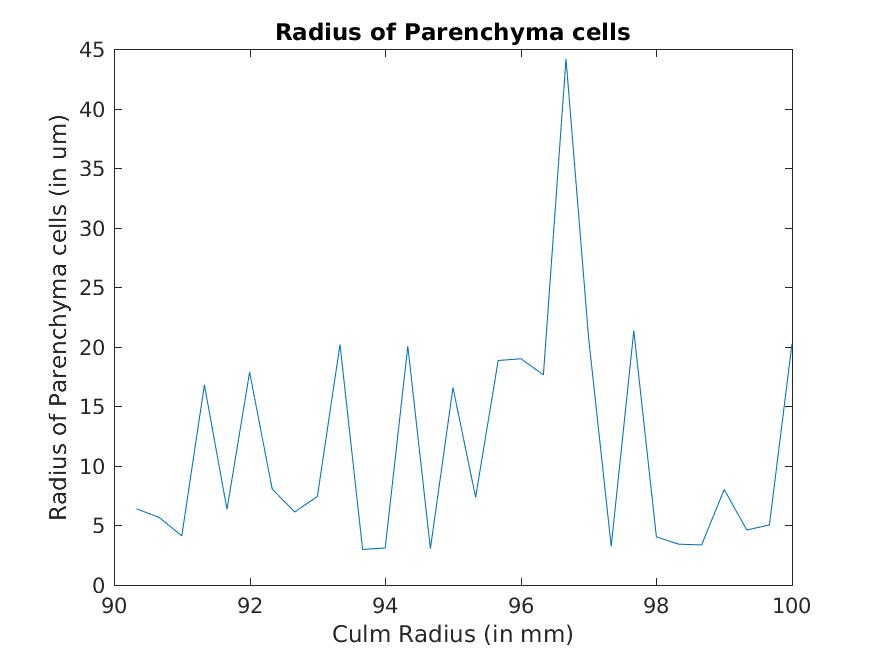 Radius of Parenchyma cells
45
40
35
30
25
20
15
10
5
0
Radius of Parenchyma cells (in um)
90 92 94 96 98 100
Culm Radius (in mm)